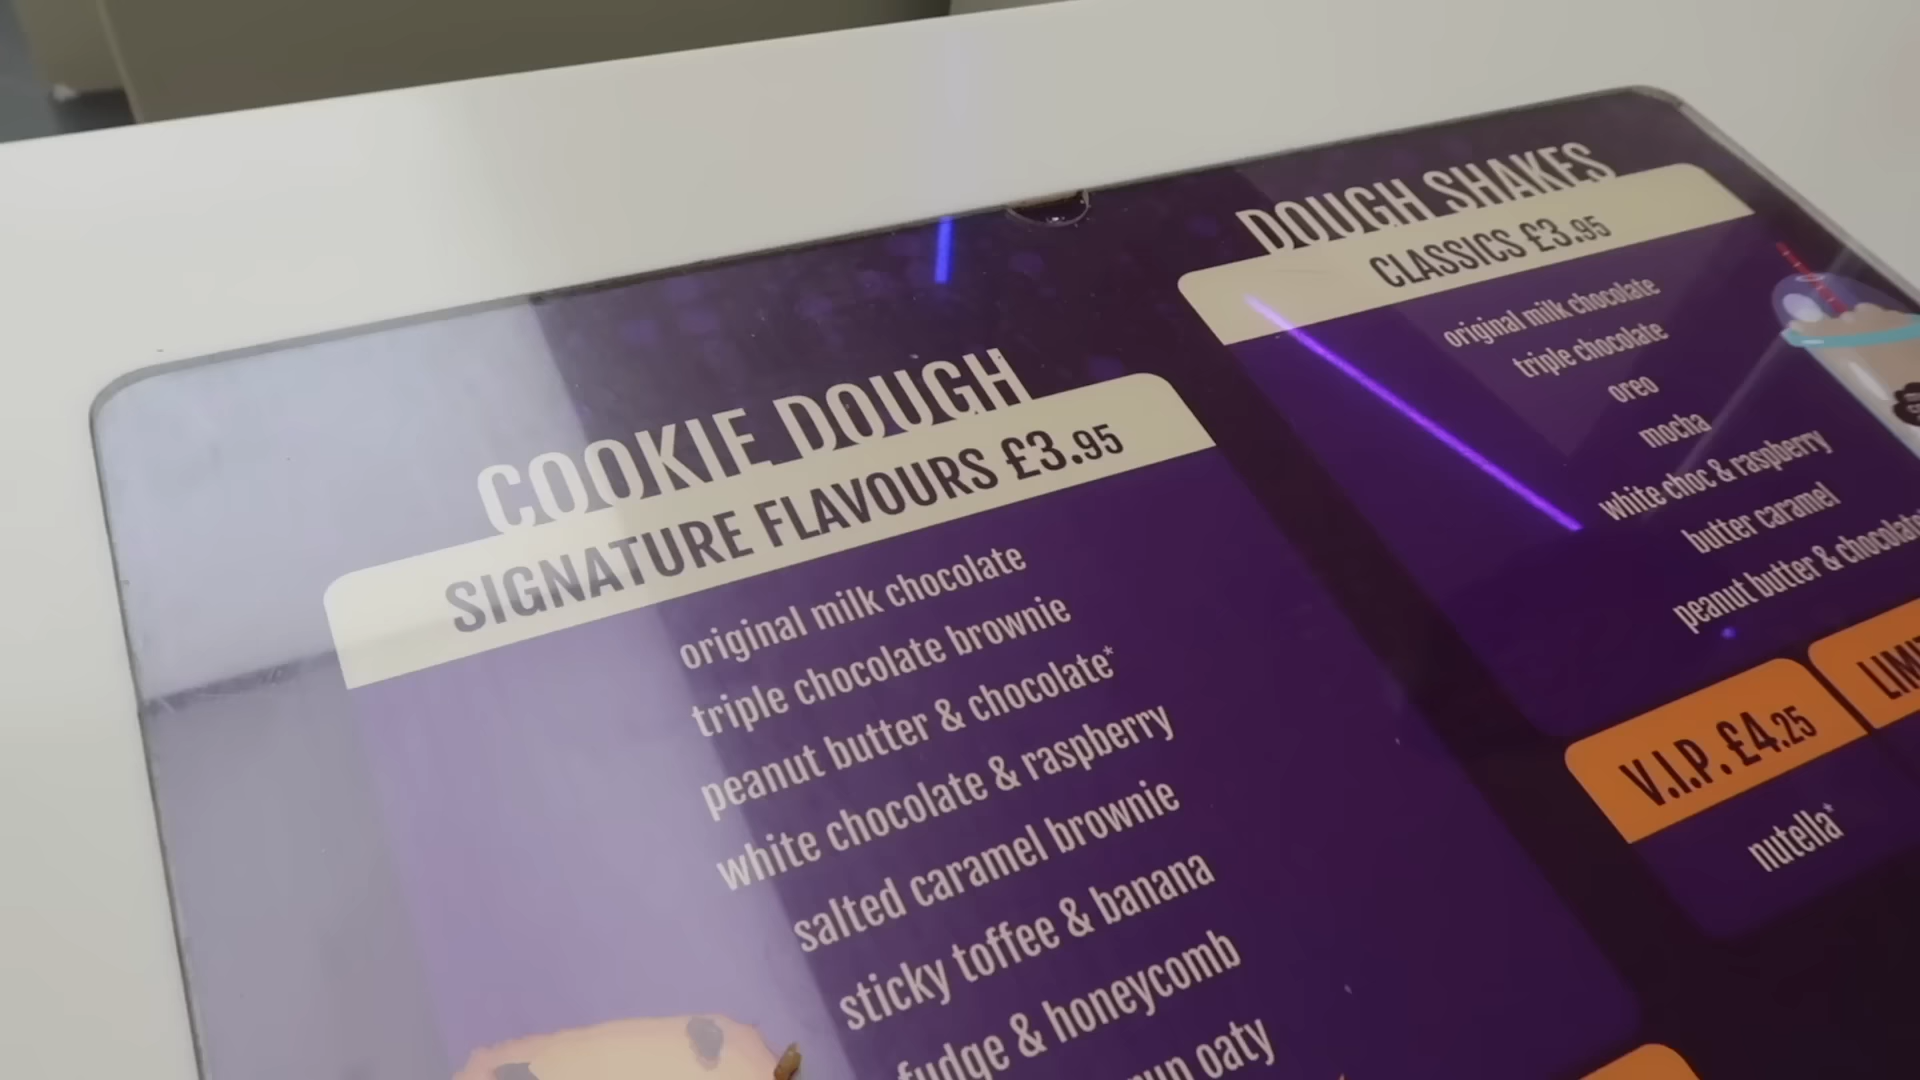 COOKIE DOUGH
SIGNATURE FLAVOURS £3.95
original milk chocolate
triple chocolate brownie
peanut butter & chocolate*
white chocolate & raspberry
salted caramel brownie
sticky toffee & banana
fudge & honeycomb
oaty
DOUGH SHAKES
CLASSICS £3.95
original milk chocolate
triple chocolate
oreo
mocha
white choc & raspberry
butter caramel
peanut butter & chocolate
V.I.P. £4.25
nutella*